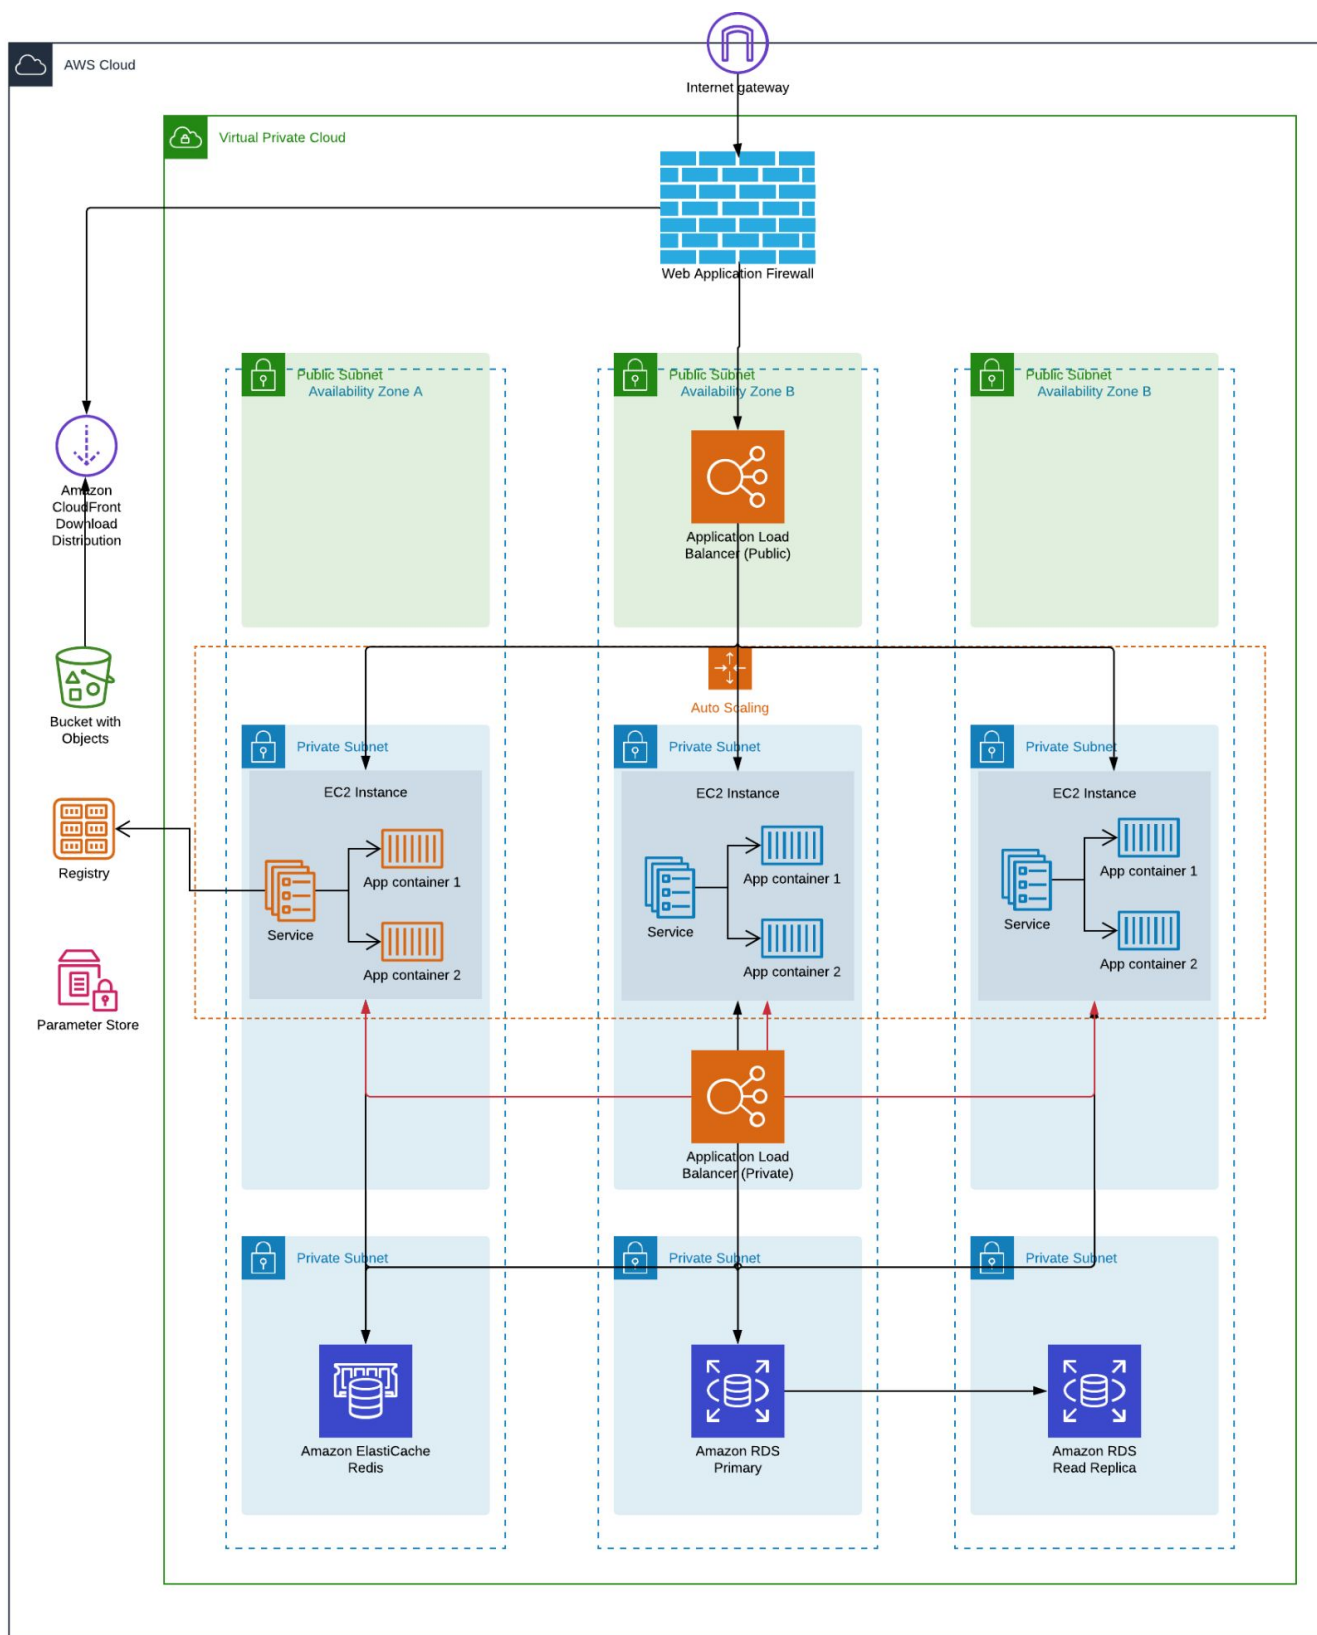 AWS Cloud
Internet gateway
Virtual Private Cloud
Web Application Firewall
Public Subnet
Availability Zone A
Public Subnet
Availability Zone B
Public Subnet
Availability Zone B
Amazon
CloudFront
Download
Distribution
Application Load
Balancer (Public)
Bucket with
Objects
Auto Scaling
Private Subnet
Private Subnet
Private Subnet
EC2 Instance
EC2 Instance
EC2 Instance
Registry
Service
App container 1
App container 2
Service
App container 1
App container 2
Service
App container 1
App container 2
Parameter Store
Application Load
Balancer (Private)
Private Subnet
Private Subnet
Private Subnet
Amazon ElastiCache
Redis
Amazon RDS
Primary
Amazon RDS
Read Replica